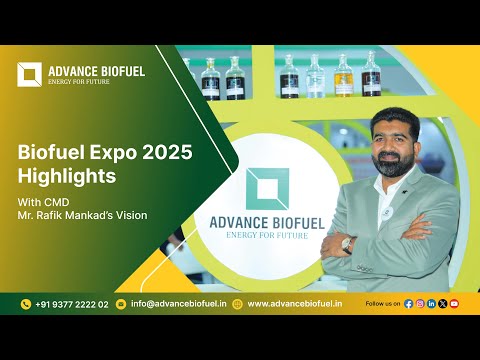 ADVANCE BIOFUEL
ENERGY FOR FUTURE
Biofuel Expo 2025
Highlights
With CMD
Mr. Rafik Mankad's Vision
ADVANCE BIOFUEL
ENERGY FOR FUTURE
+91 9377 2222 02
info@advancebiofuel.in
www.advancebiofuel.in
Follow us on